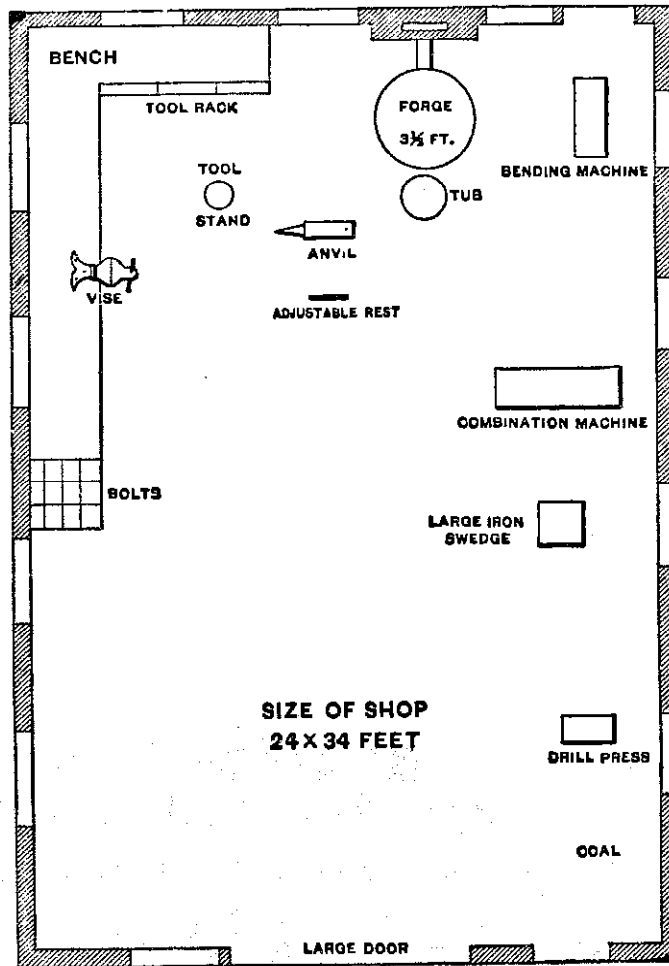 BENCH
TOOL RACK
FORGE
3½ FT.
BENDING MACHINE
TOOL
STAND
TUB
ANVIL
VISE
ADJUSTABLE REST
COMBINATION MACHINE
BOLTS
LARGE IRON
SWEDGE
SIZE OF SHOP
24 X 34 FEET
DRILL PRESS
COAL
LARGE DOOR